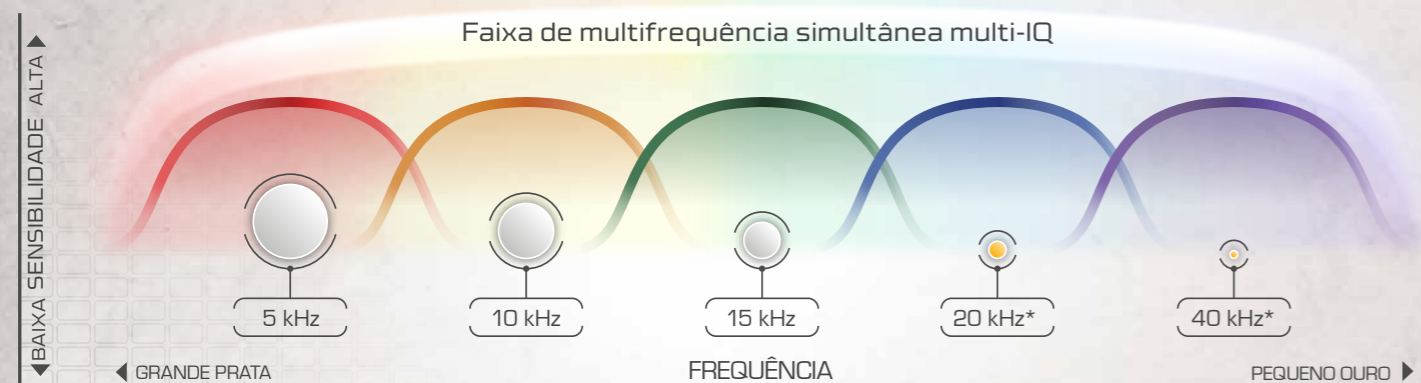 Faixa de multifrequência simultânea multi-IQ
BAIXA SENSIBILIDADE ALTA
5 kHz
10 kHz
15 kHz
20 kHz*
40 kHz*
GRANDE PRATA
FREQUÊNCIA
PEQUENO OURO